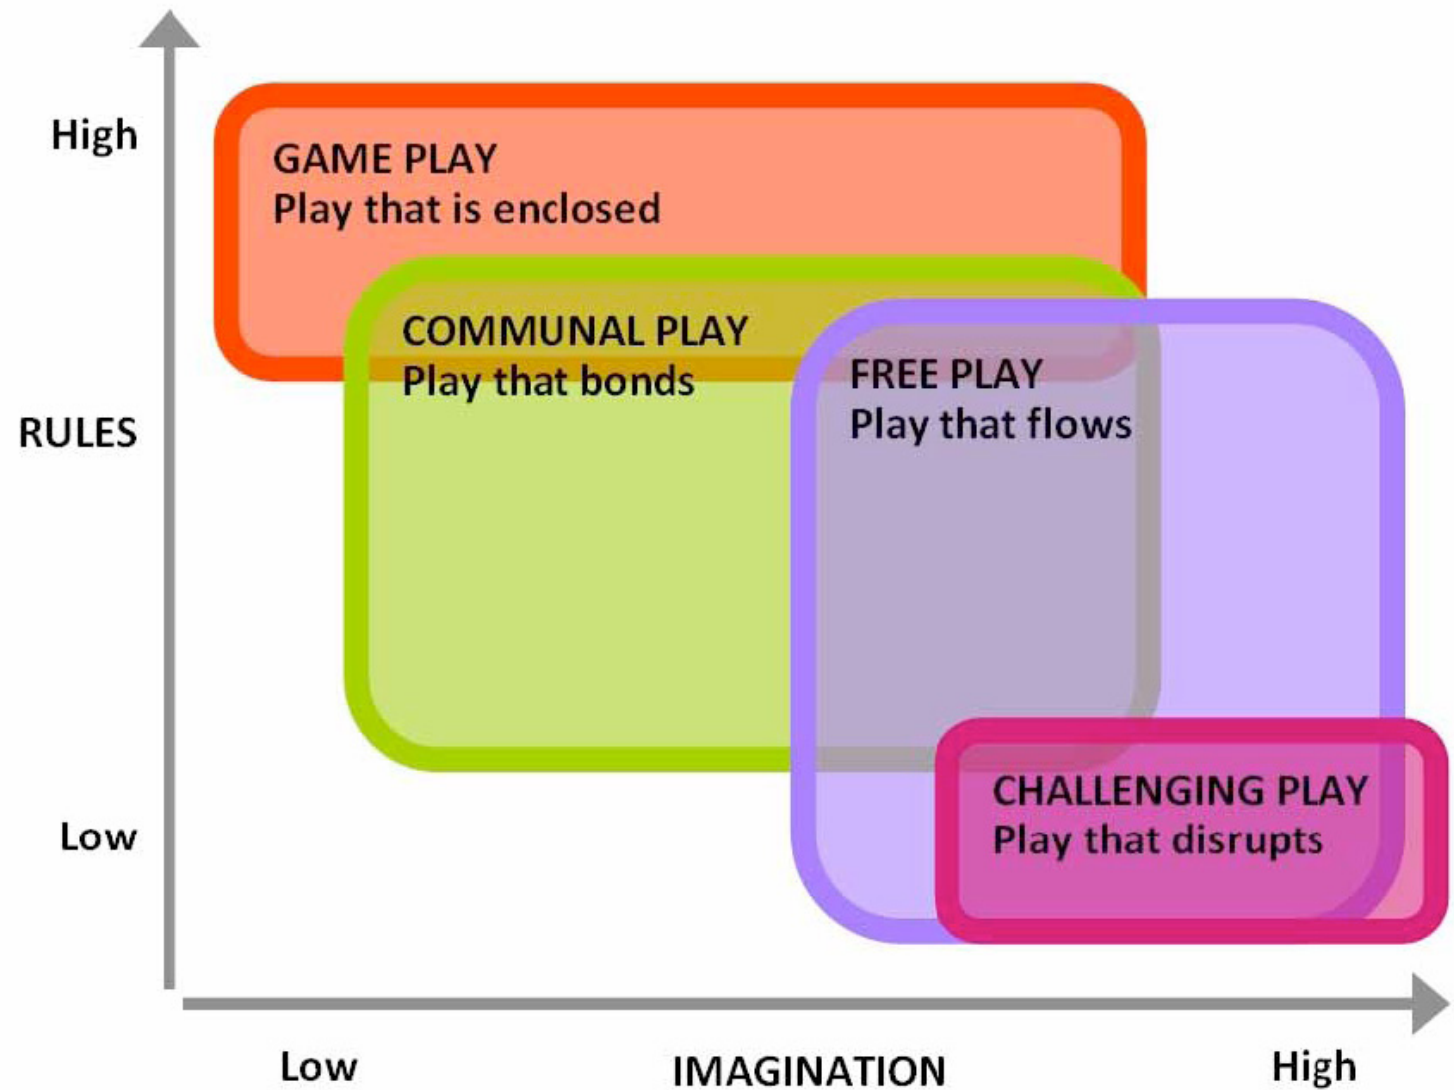 High
GAME PLAY
Play that is enclosed
COMMUNAL PLAY
Play that bonds
FREE PLAY
Play that flows
RULES
CHALLENGING PLAY
Play that disrupts
Low
Low
IMAGINATION
High